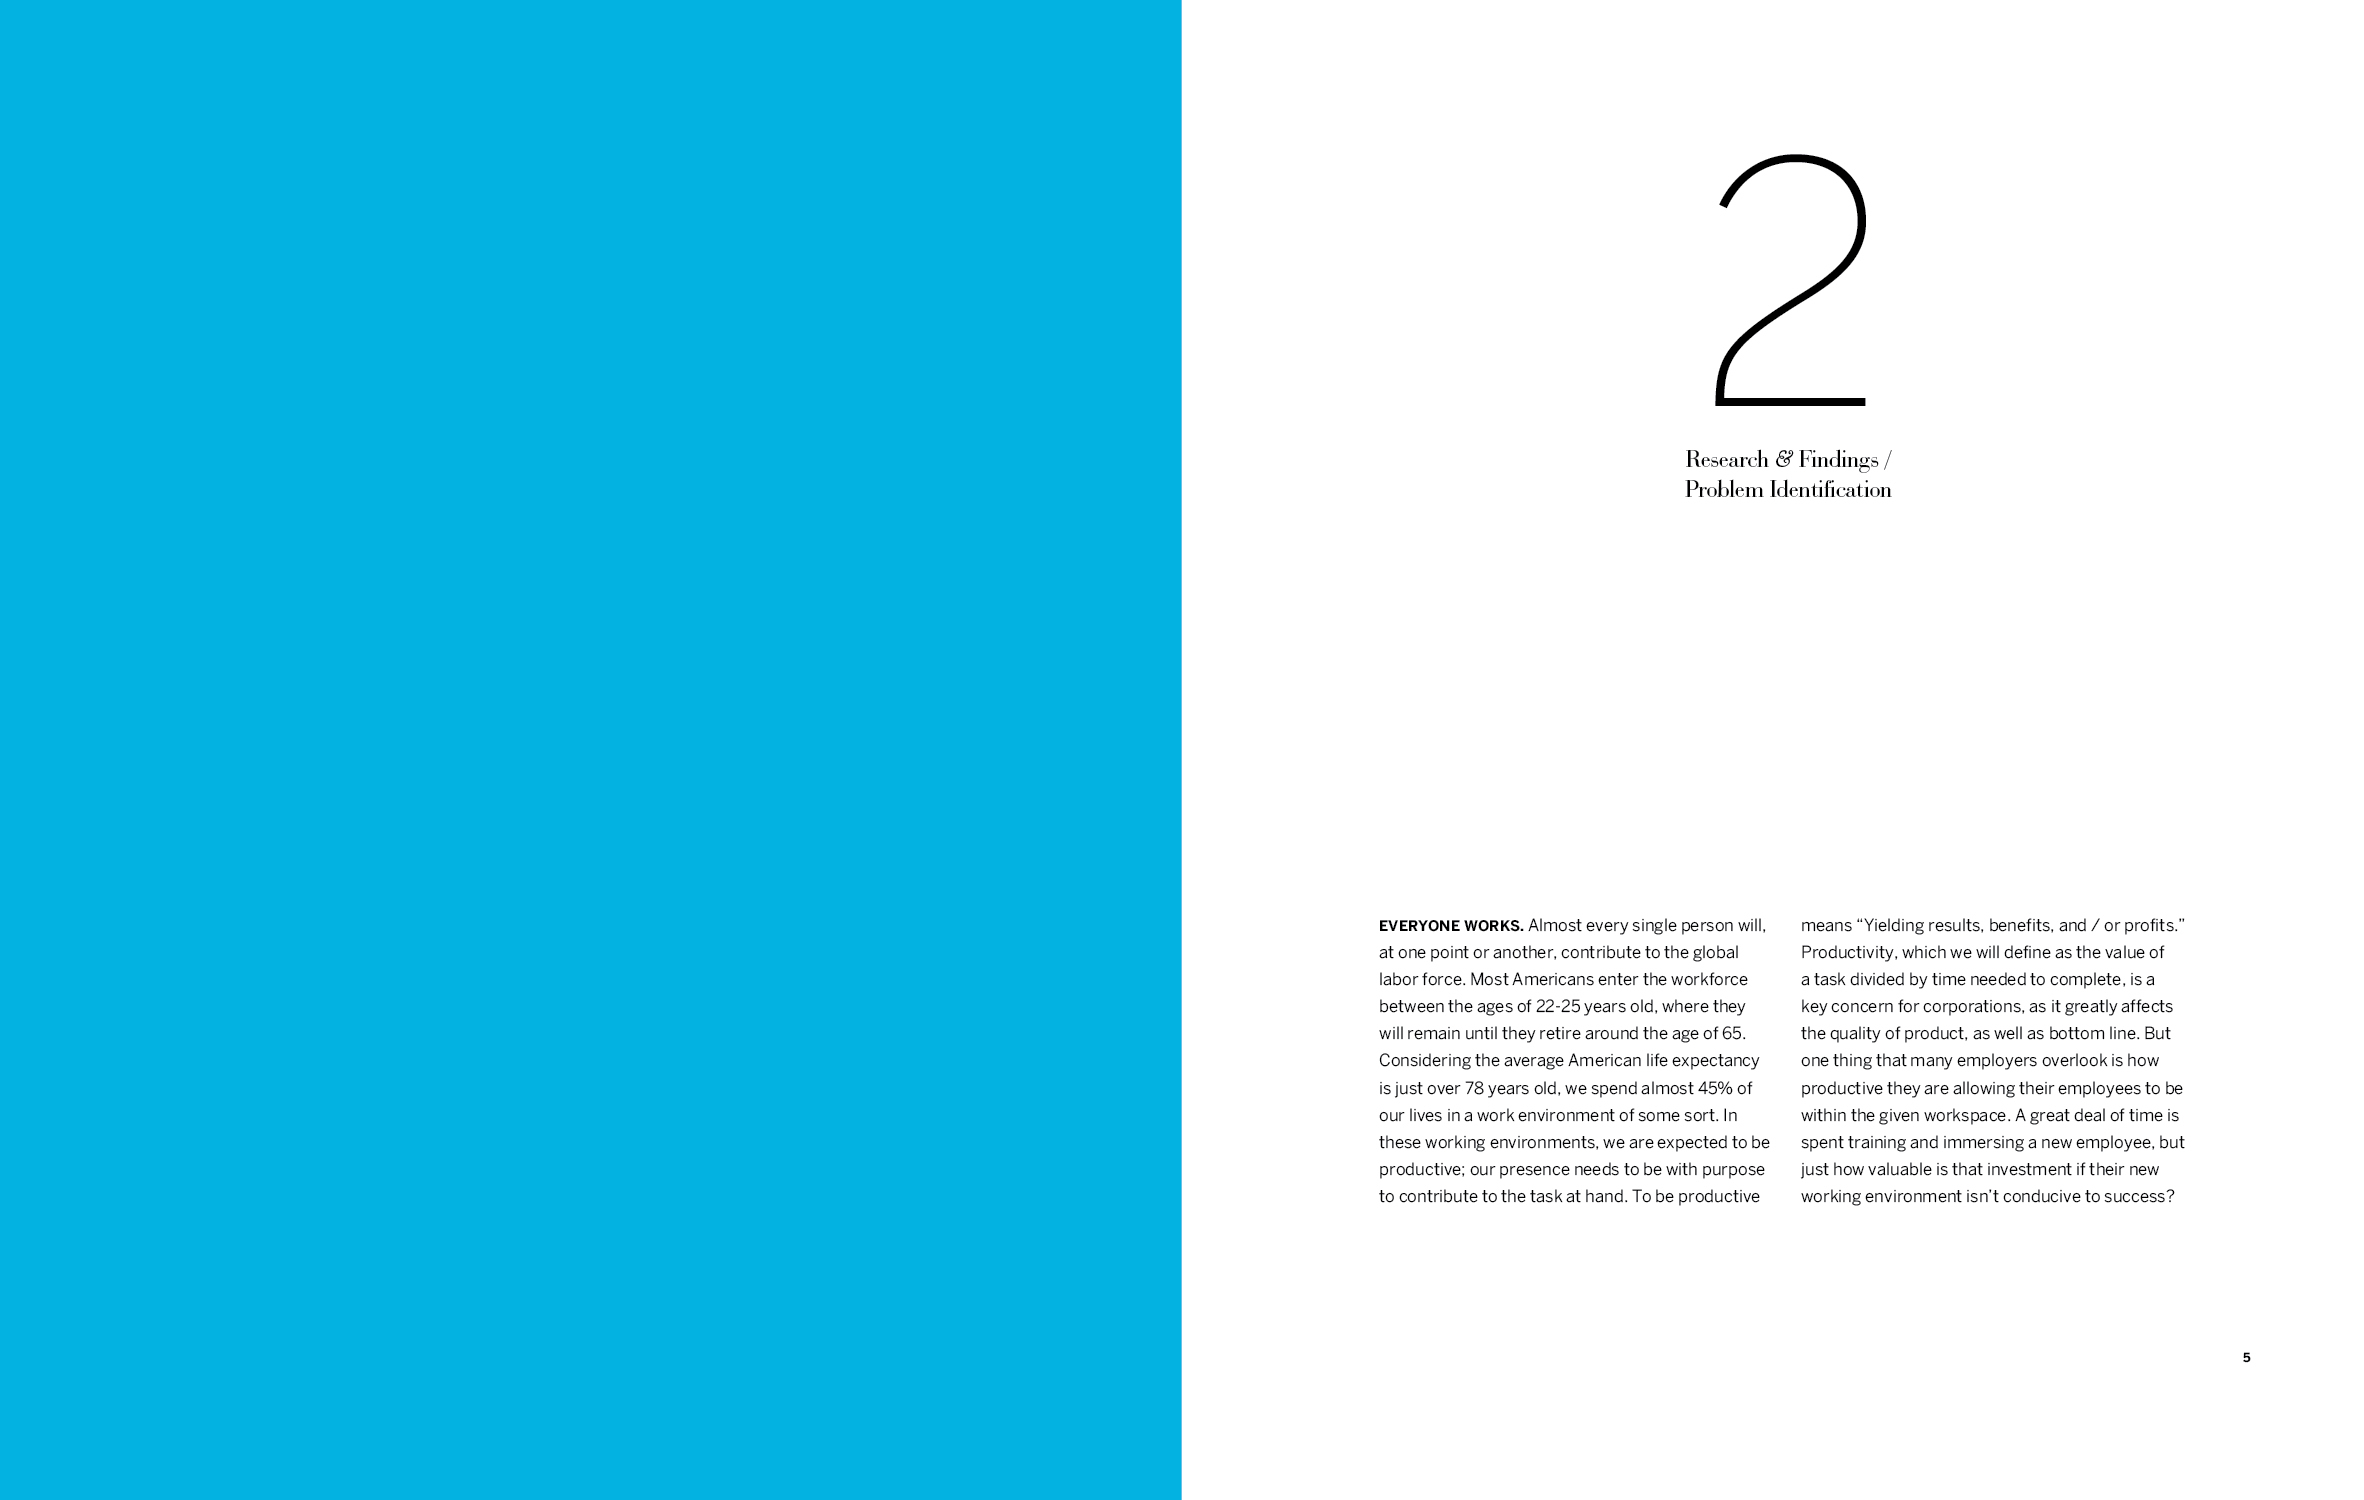 2
Research & Findings /
Problem Identification
EVERYONE WORKS. Almost every single person will,
at one point or another, contribute to the global
labor force. Most Americans enter the workforce
between the ages of 22-25 years old, where they
will remain until they retire around the age of 65.
Considering the average American life expectancy
is just over 78 years old, we spend almost 45% of
our lives in a work environment of some sort. In
these working environments, we are expected to be
productive; our presence needs to be with purpose
to contribute to the task at hand. To be productive
means “Yielding results, benefits, and / or profits.”
Productivity, which we will define as the value of
a task divided by time needed to complete, is a
key concern for corporations, as it greatly affects
the quality of product, as well as bottom line. But
one thing that many employers overlook is how
productive they are allowing their employees to be
within the given workspace. A great deal of time is
spent training and immersing a new employee, but
just how valuable is that investment if their new
working environment isn’t conducive to success?
5